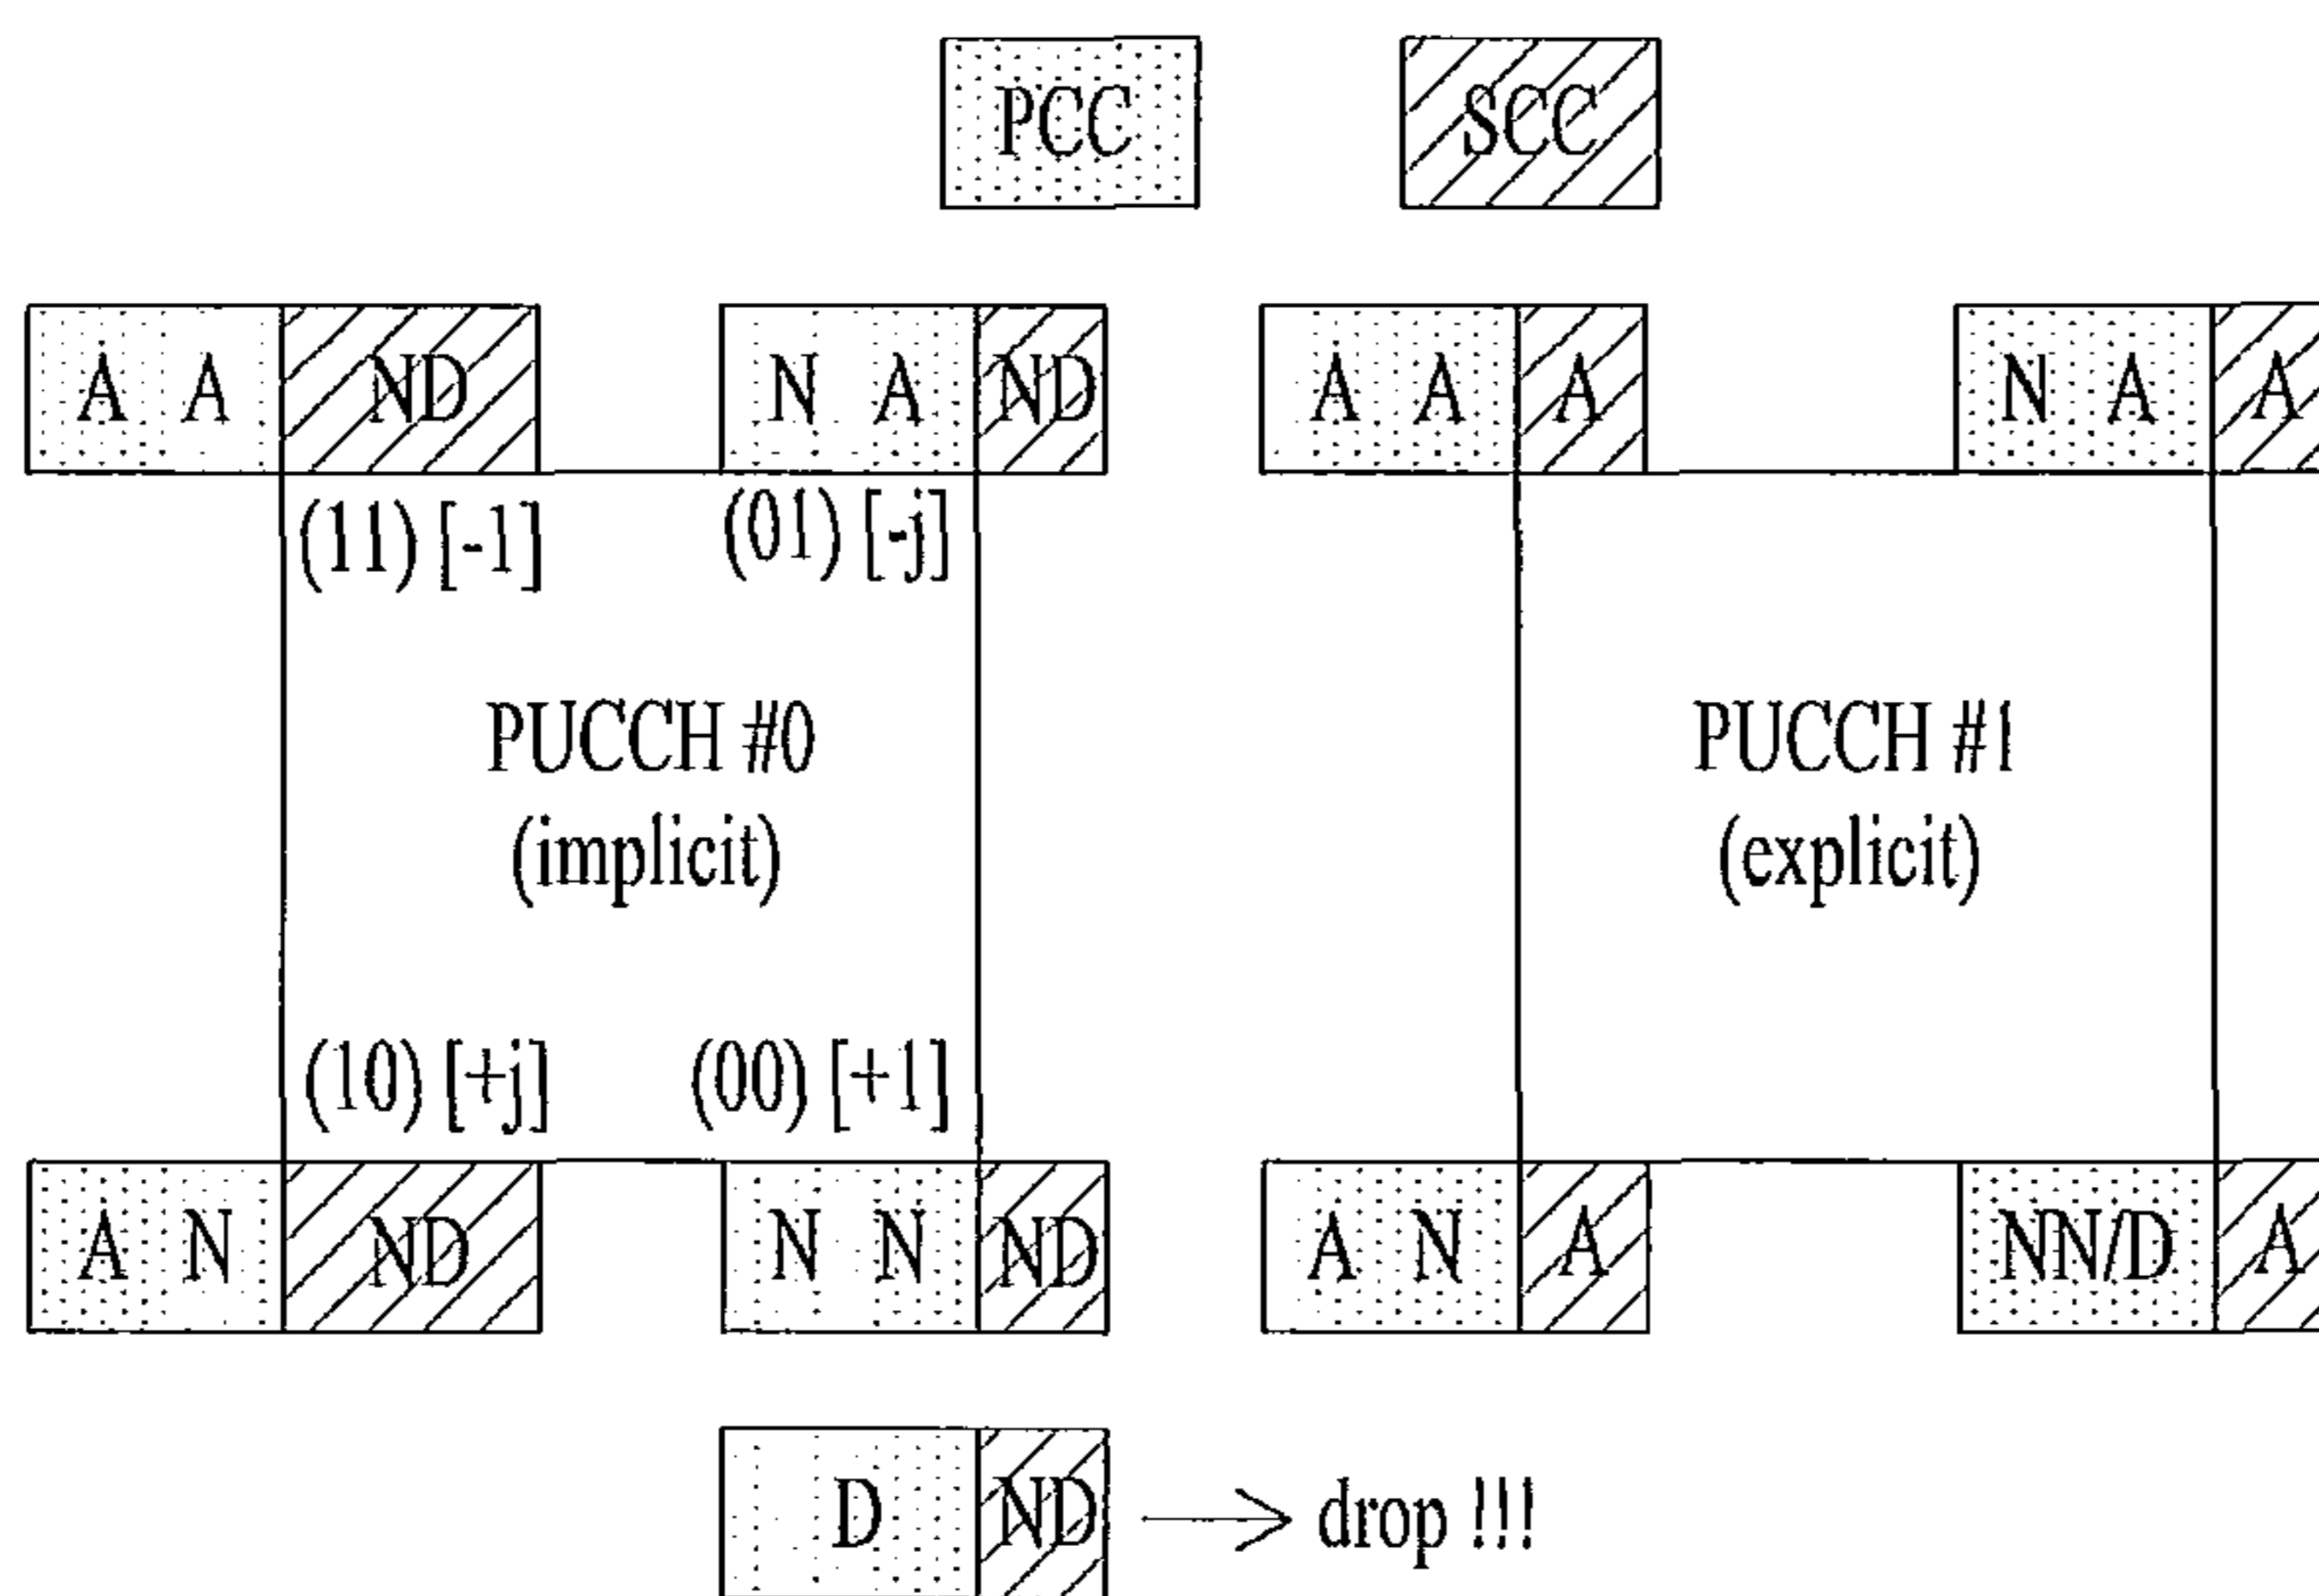 PCC SCC
A A ND N A ND A A A N A A
(11) [-1] (01) [-j]
PUCCH #0 PUCCH #1
(implicit) (explicit)
(10) [+j] (00) [+1]
A N ND N N ND A N A NN/D A
D ND drop !!!